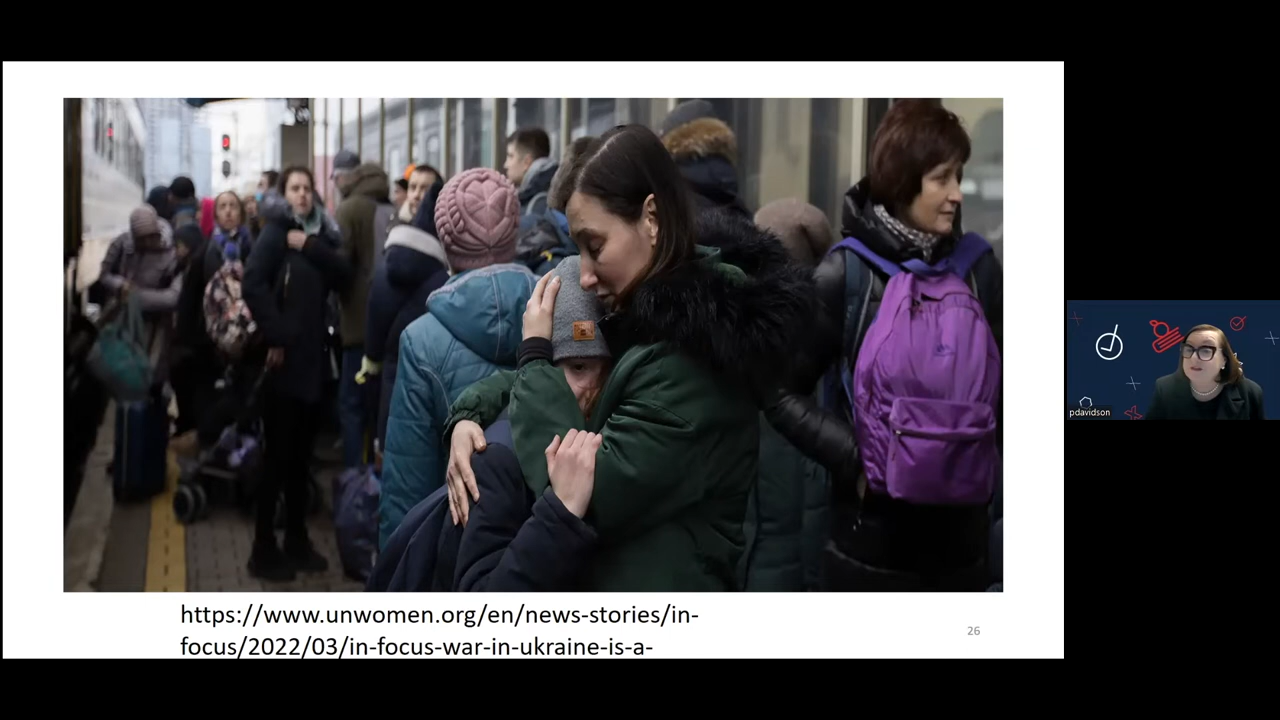 https://www.unwomen.org/en/news-stories/in-
focus/2022/03/in-focus-war-in-ukraine-is-a-
26
pdavidson